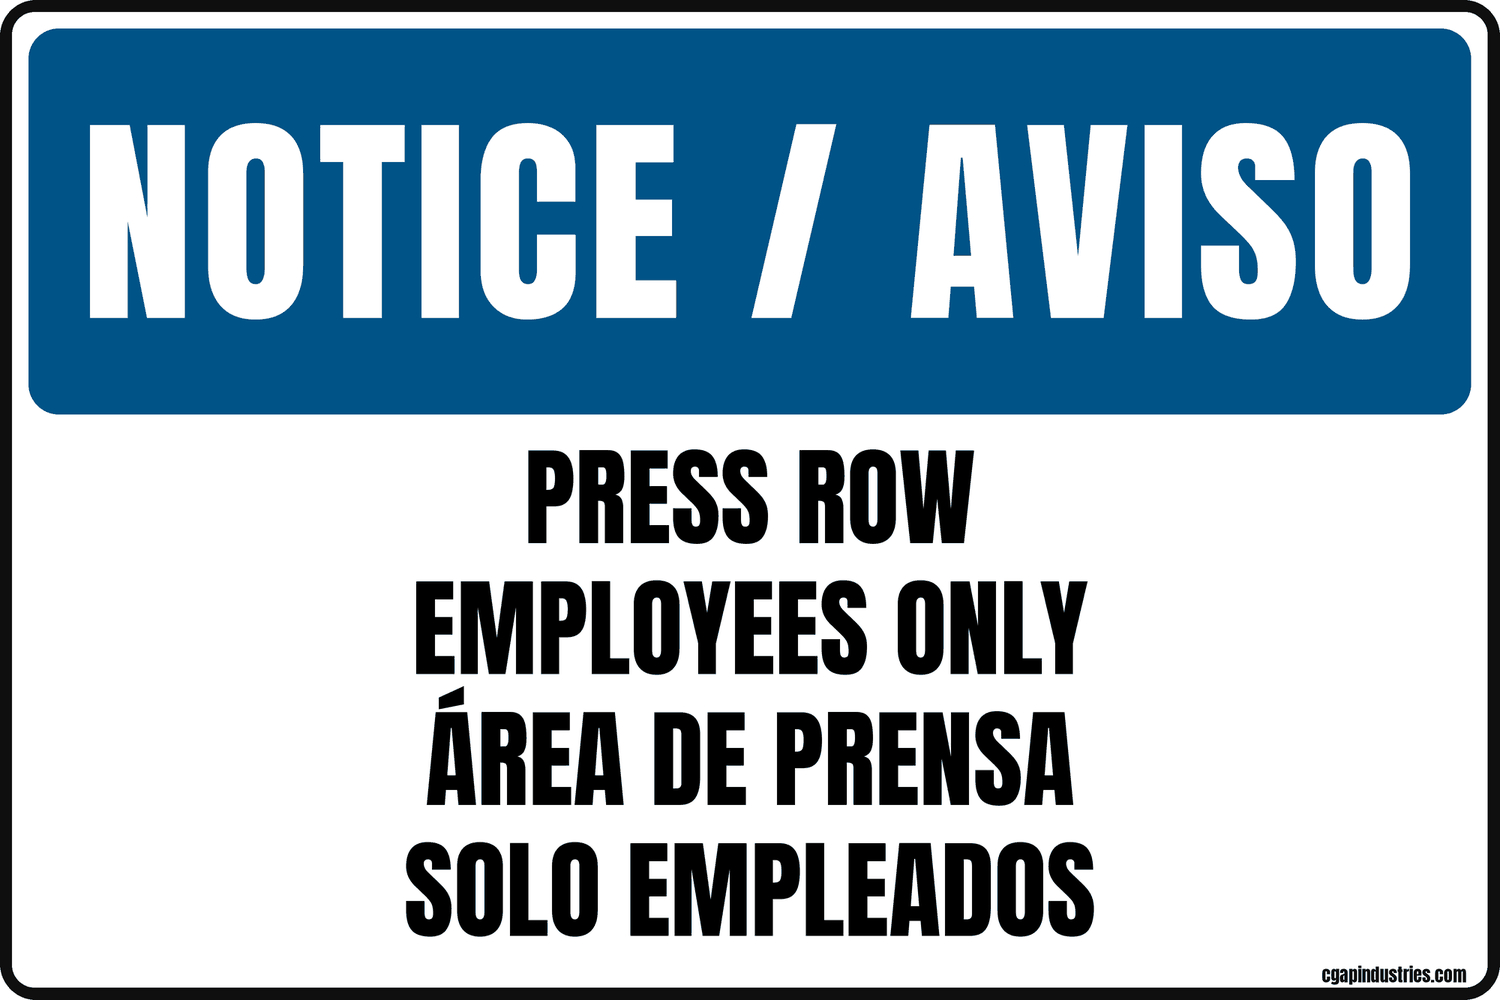 NOTICE / AVISO
PRESS ROW
EMPLOYEES ONLY
ÁREA DE PRENSA
SOLO EMPLEADOS
cgapindustries.com